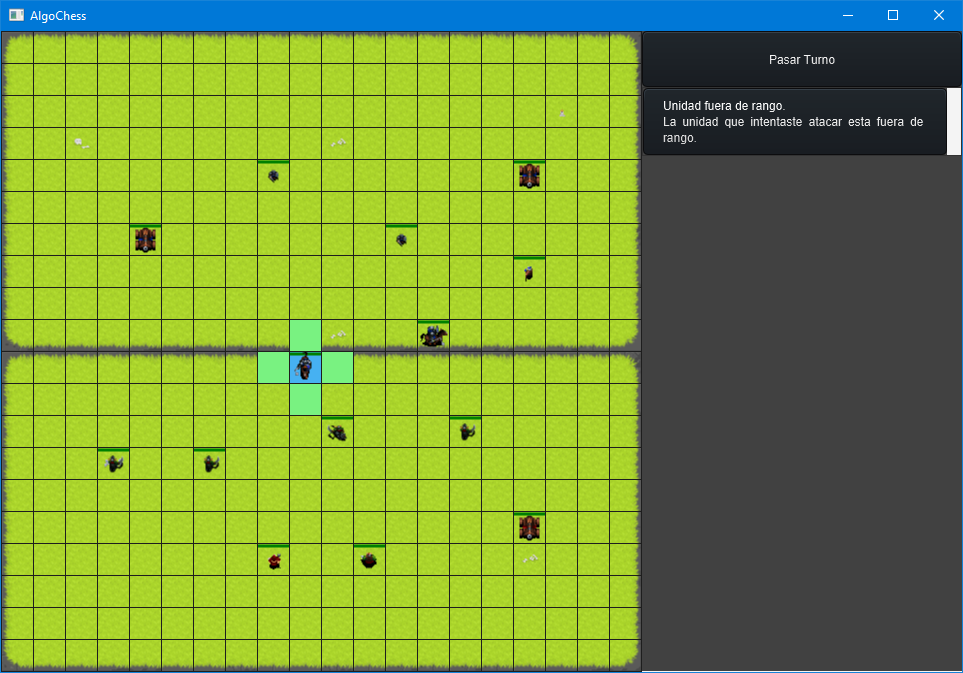 AlgoChess
Pasar Turno
Unidad fuera de rango.
La unidad que intentaste atacar esta fuera de
rango.